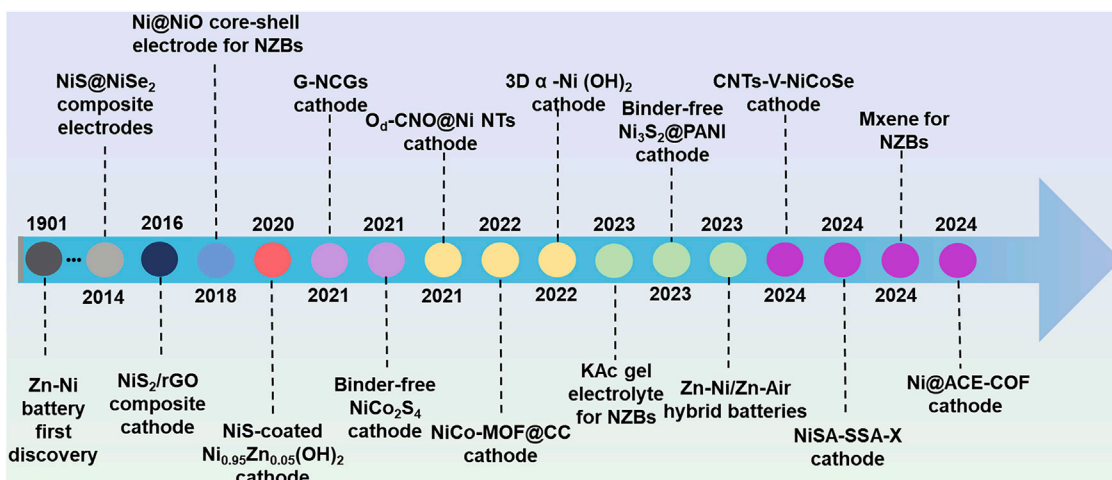 Ni@NiO core-shell
electrode for NZBs
NiS@NiSe₂
composite
electrodes
G-NCGs
cathode
O_d-CNO@Ni NTs
cathode
3D α -Ni (OH)₂
cathode
Binder-free
Ni₃S₂@PANI
cathode
CNTs-V-NiCoSe
cathode
Mxene for
NZBs
1901
2016
2020
2021
2022
2023
2023
2024
2024
...
2014
2018
2021
2021
2022
2023
2024
2024
Zn-Ni
battery
first
discovery
NiS₂/rGO
composite
cathode
NiS-coated
Ni₀.₉₅Zn₀.₀₅(OH)₂
cathode
Binder-free
NiCo₂S₄
cathode
NiCo-MOF@CC
cathode
KAc gel
electrolyte
for NZBs
Zn-Ni/Zn-Air
hybrid batteries
NiSA-SSA-X
cathode
Ni@ACE-COF
cathode